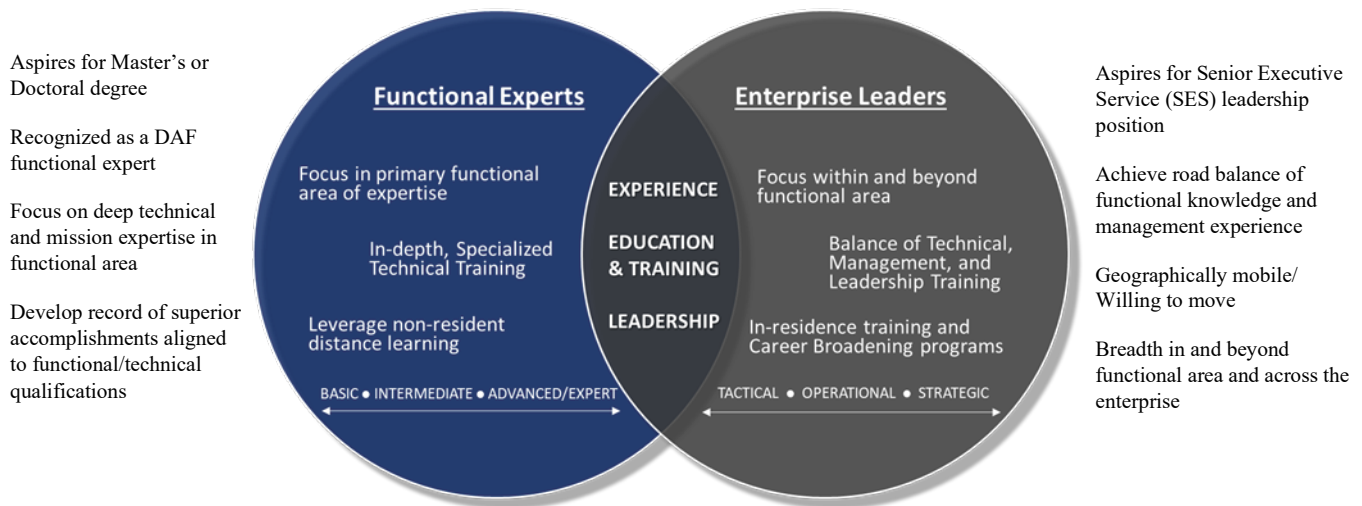 Aspires for Master’s or
Doctoral degree
Recognized as a DAF
functional expert
Focus on deep technical
and mission expertise in
functional area
Develop record of superior
accomplishments aligned
to functional/technical
qualifications
Functional Experts
Focus in primary functional
area of expertise
In-depth, Specialized
Technical Training
Leverage non-resident
distance learning
BASIC ● INTERMEDIATE ● ADVANCED/EXPERT
EXPERIENCE
EDUCATION
& TRAINING
LEADERSHIP
Enterprise Leaders
Focus within and beyond
functional area
Balance of Technical,
Management, and
Leadership Training
In-residence training and
Career Broadening programs
TACTICAL ● OPERATIONAL ● STRATEGIC
Aspires for Senior Executive
Service (SES) leadership
position
Achieve road balance of
functional knowledge and
management experience
Geographically mobile/
Willing to move
Breadth in and beyond
functional area and across the
enterprise